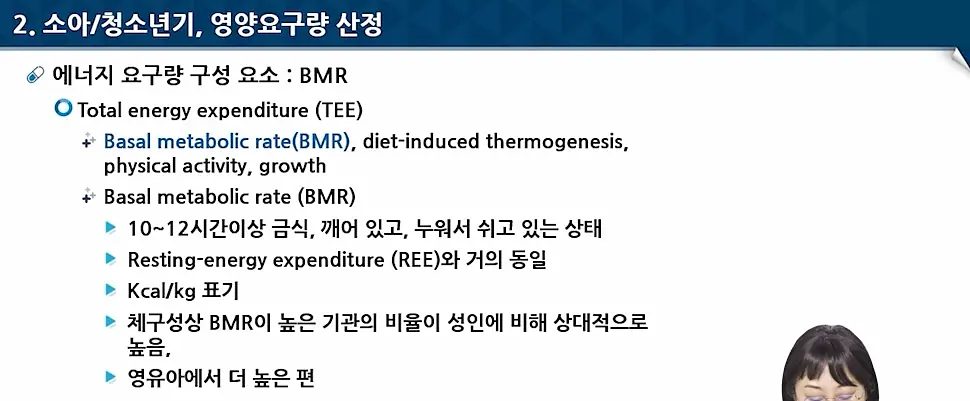 2. 소아/청소년기, 영양요구량 산정
에너지 요구량 구성 요소 : BMR
Total energy expenditure (TEE)
Basal metabolic rate(BMR), diet-induced thermogenesis,
physical activity, growth
Basal metabolic rate (BMR)
10~12시간이상 금식, 깨어 있고, 누워서 쉬고 있는 상태
Resting-energy expenditure (REE)와 거의 동일
Kcal/kg 표기
체구성상 BMR이 높은 기관의 비율이 성인에 비해 상대적으로
높음,
영유아에서 더 높은 편